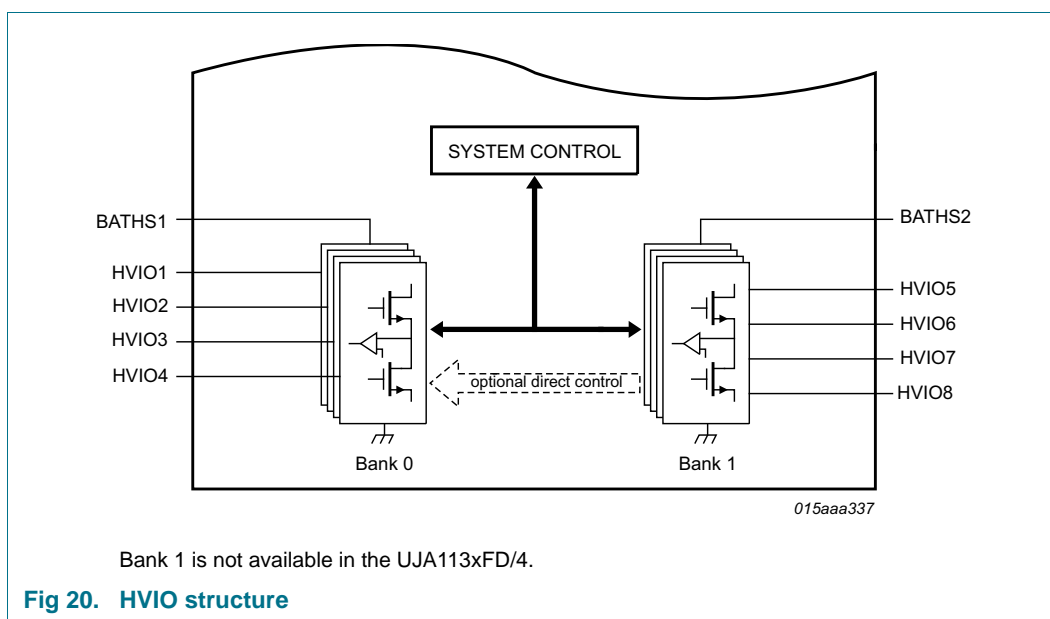 SYSTEM CONTROL
BATHS1
BATHS2
HVIO1
HVIO2
HVIO3
HVIO4
HVIO5
HVIO6
HVIO7
HVIO8
optional direct control
Bank 0
Bank 1
015aaa337
Bank 1 is not available in the UJA113xFD/4.
Fig 20. HVIO structure